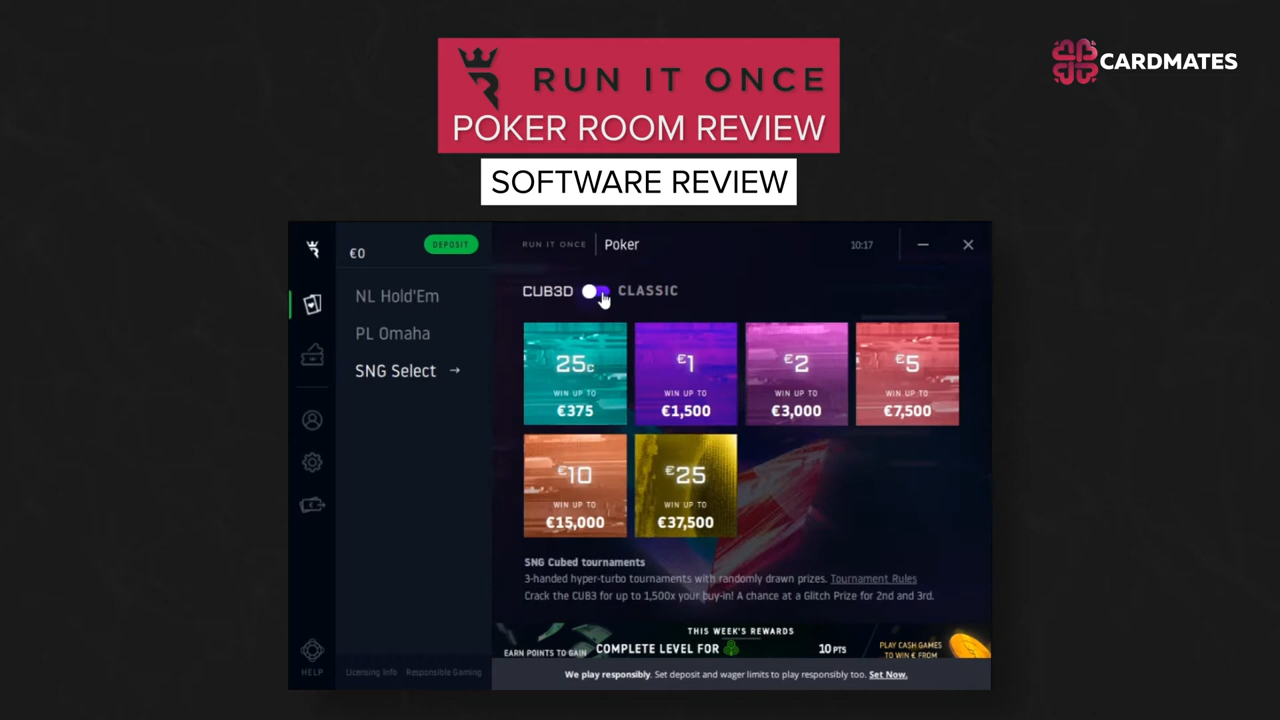 RUN IT ONCE
POKER ROOM REVIEW
CARDMATES
SOFTWARE REVIEW
€0
DEPOSIT
RUN IT ONCE | Poker
10:17
NL Hold'Em
PL Omaha
SNG Select →
CUB3D
CLASSIC
25c
WIN UP TO
€375
€1
WIN UP TO
€1,500
€2
WIN UP TO
€3,000
€5
WIN UP TO
€7,500
€10
WIN UP TO
€15,000
€25
WIN UP TO
€37,500
SNG Cubed tournaments
3-handed hyper-turbo tournaments with randomly drawn prizes. Tournament Rules
Crack the CUB3 for up to 1,500x your buy-in! A chance at a Glitch Prize for 2nd and 3rd.
THIS WEEK'S REWARDS
EARN POINTS TO GAIN
COMPLETE LEVEL FOR
10 PTS
PLAY CASH GAMES
TO WIN € FROM
HELP
Licensing Info
Responsible Gaming
We play responsibly. Set deposit and wager limits to play responsibly too. Set Now.